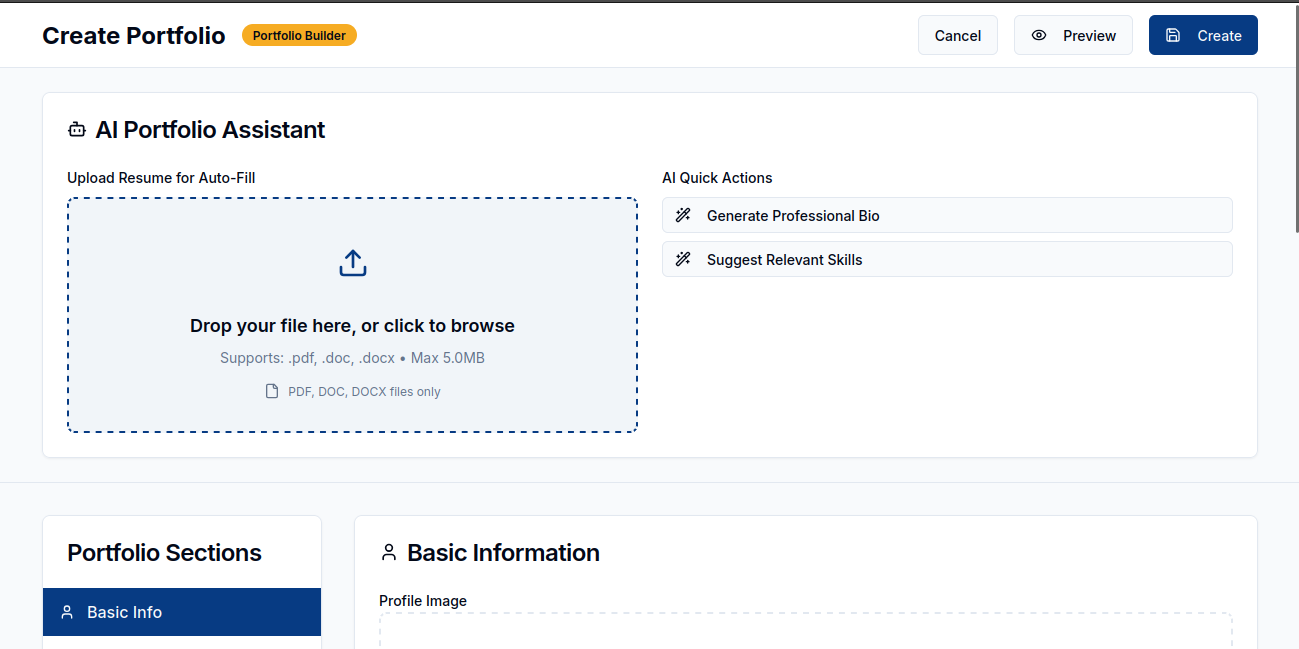 Create Portfolio
Portfolio Builder
Cancel
Preview
Create
AI Portfolio Assistant
Upload Resume for Auto-Fill
Drop your file here, or click to browse
Supports: .pdf, .doc, .docx • Max 5.0MB
PDF, DOC, DOCX files only
AI Quick Actions
Generate Professional Bio
Suggest Relevant Skills
Portfolio Sections
Basic Info
Basic Information
Profile Image